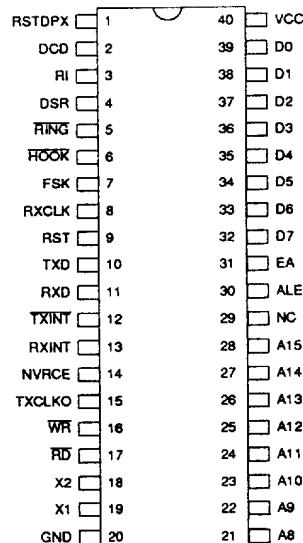 RSTDPX 1 40 VCC
DCD 2 39 D0
RI 3 38 D1
DSR 4 37 D2
RING 5 36 D3
HOOK 6 35 D4
FSK 7 34 D5
RXCLK 8 33 D6
RST 9 32 D7
TXD 10 31 EA
RXD 11 30 ALE
TXINT 12 29 NC
RXINT 13 28 A15
NVRCE 14 27 A14
TXCLKO 15 26 A13
WR 16 25 A12
RD 17 24 A11
X2 18 23 A10
X1 19 22 A9
GND 20 21 A8